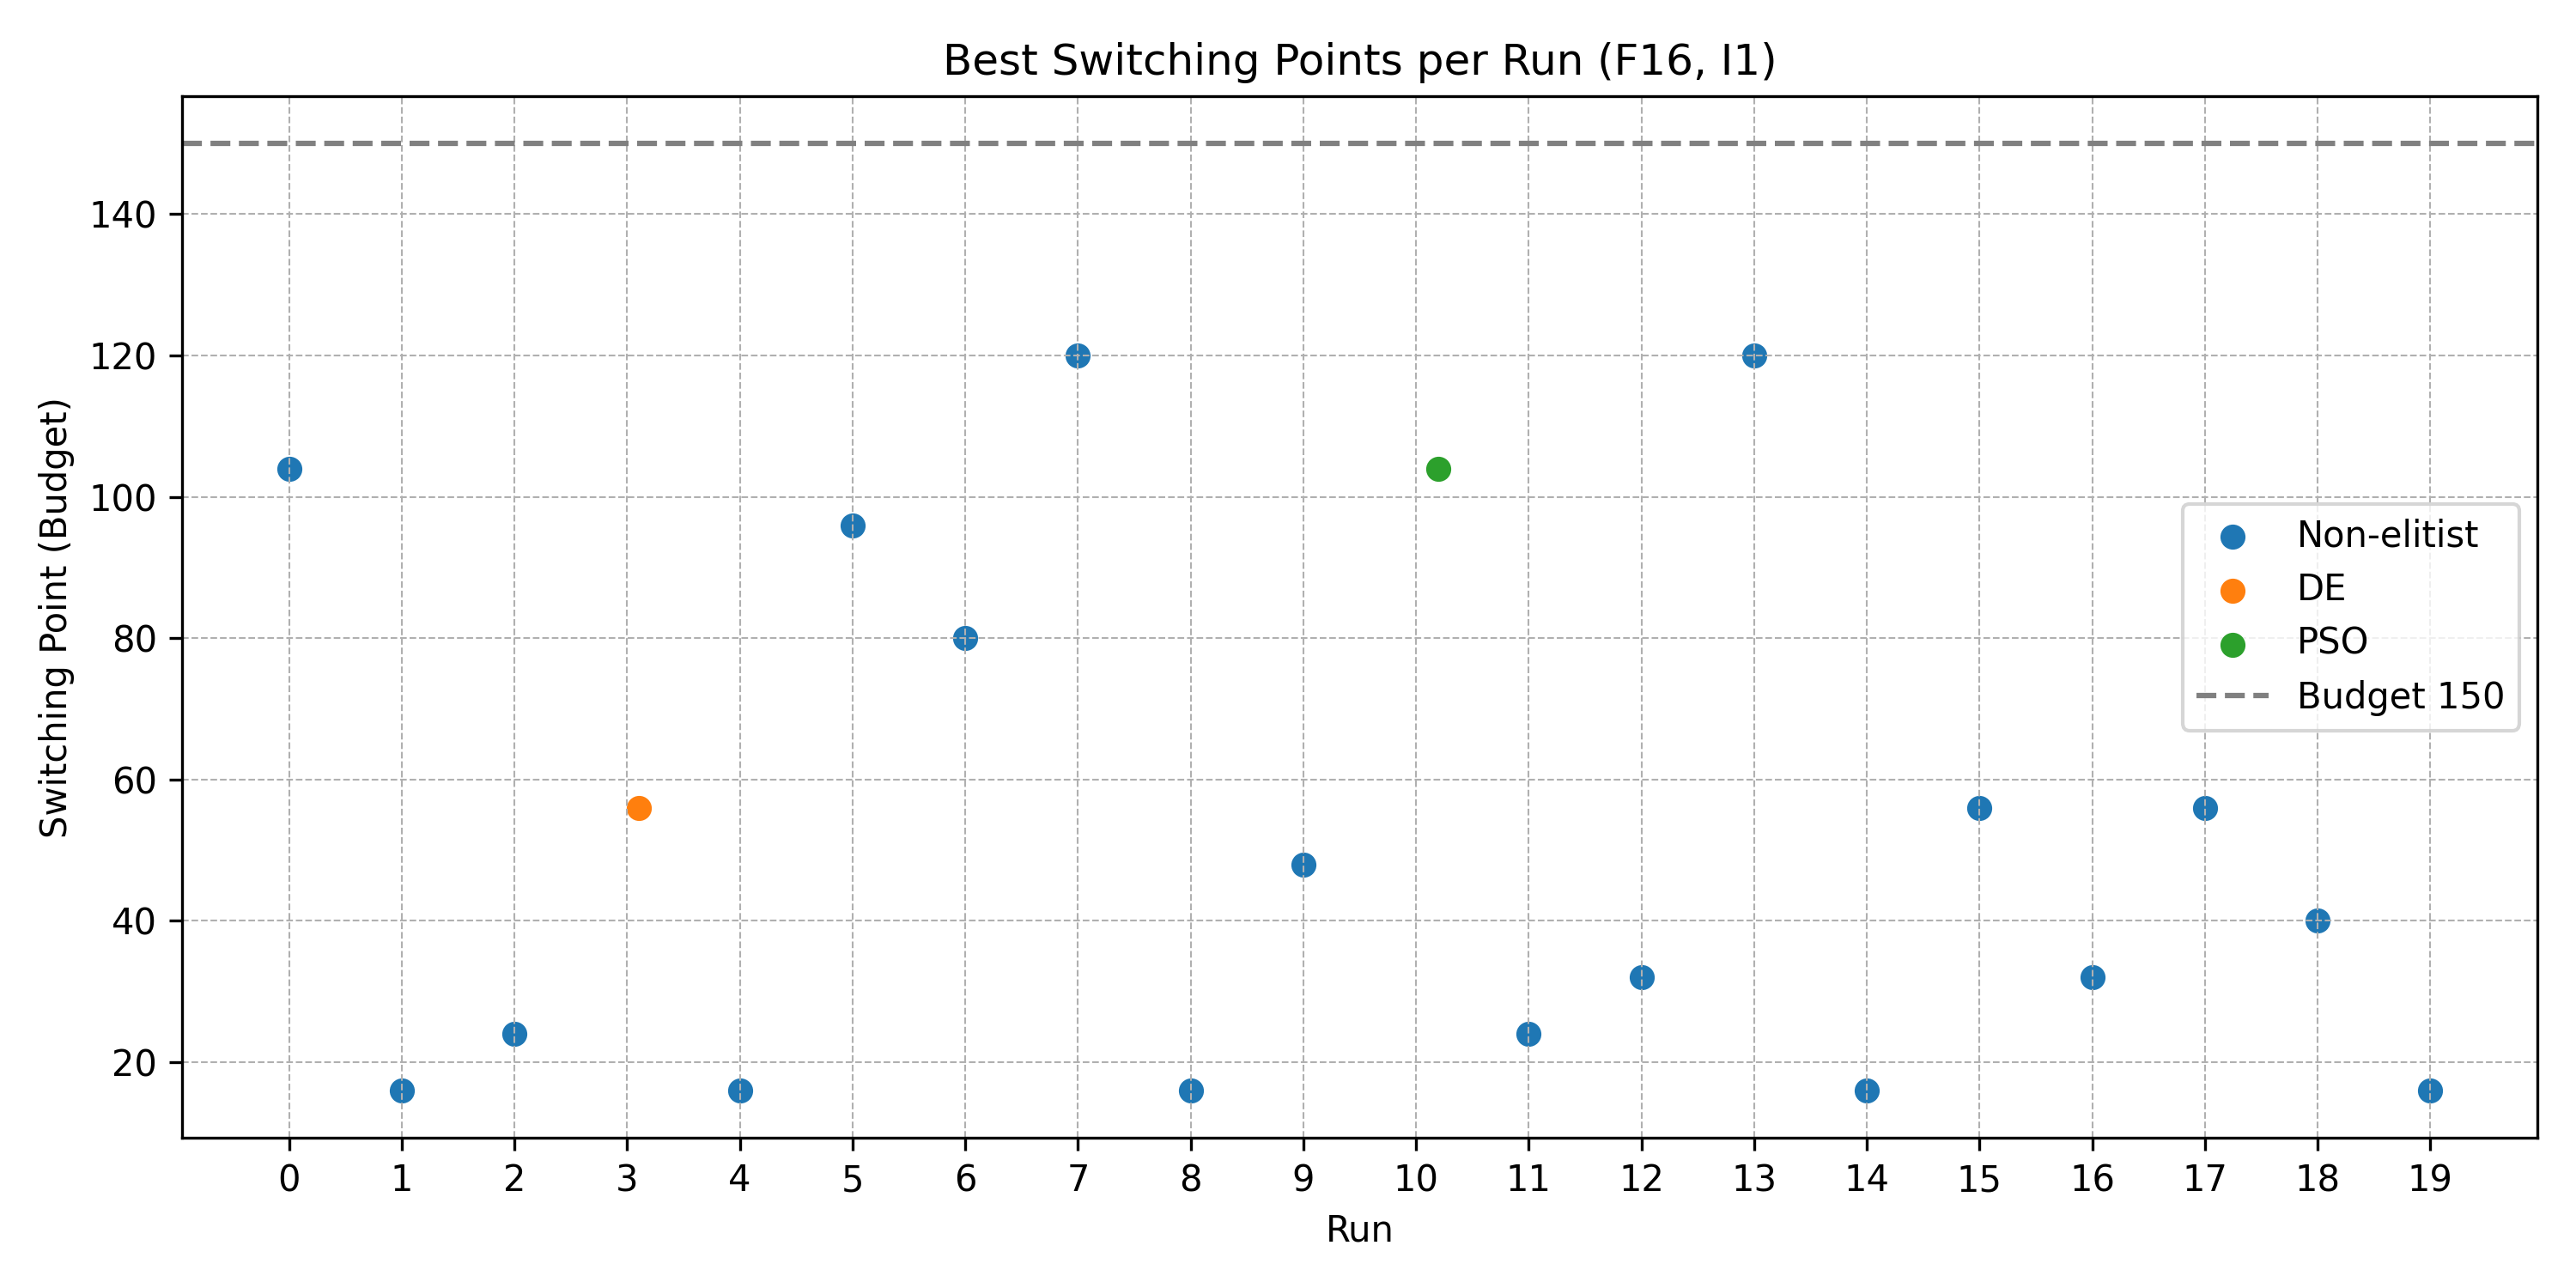 Best Switching Points per Run (F16, I1)
Switching Point (Budget)
140
120
100
80
60
40
20
Non-elitist
DE
PSO
Budget 150
0 1 2 3 4 5 6 7 8 9 10 11 12 13 14 15 16 17 18 19
Run